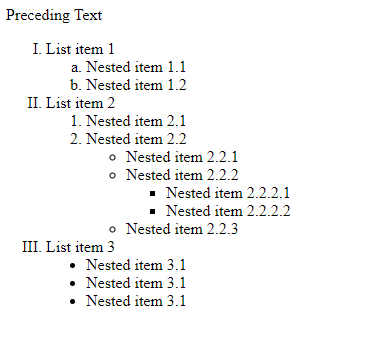 Preceding Text
I. List item 1
a. Nested item 1.1
b. Nested item 1.2
II. List item 2
1. Nested item 2.1
2. Nested item 2.2
◦ Nested item 2.2.1
◦ Nested item 2.2.2
▪ Nested item 2.2.2.1
▪ Nested item 2.2.2.2
◦ Nested item 2.2.3
III. List item 3
• Nested item 3.1
• Nested item 3.1
• Nested item 3.1